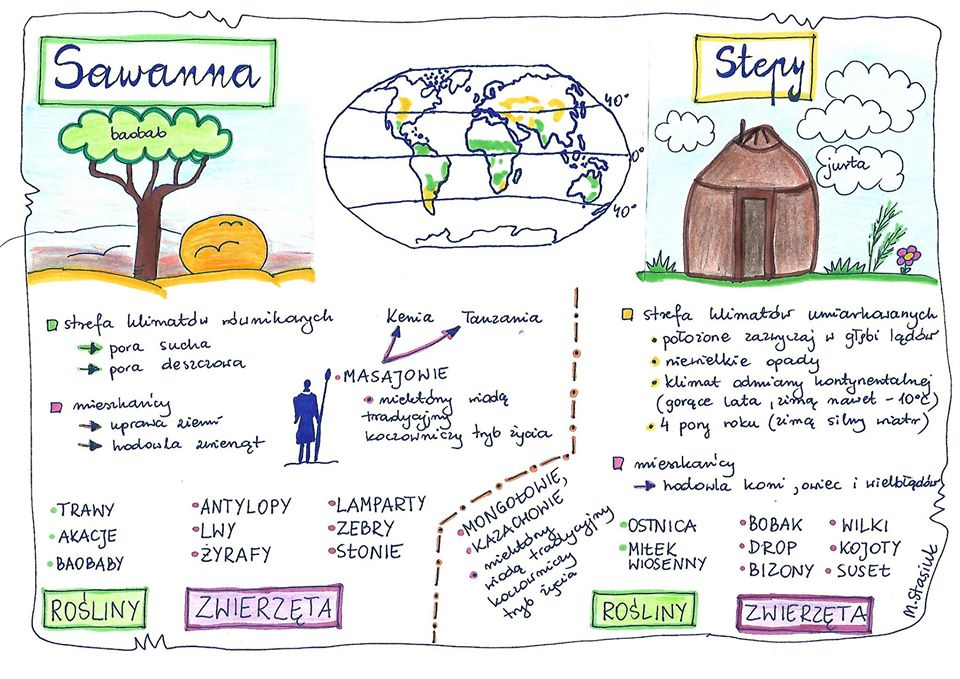 Sawanna
baobab
40°
0°
40°
Stepy
jurta
strefa klimatów równikowych
pora sucha
pora deszczowa
mieszkańcy
uprawa ziemi
hodowla zwierząt
Kenia
Tanzania
MASAJOWIE
niektórzy wiodą
tradycyjny
koczowniczy tryb życia
TRAWY
AKACJE
BAOBABY
ROŚLINY
ANTYLOPY
LWY
ŻYRAFY
LAMPARTY
ZEBRY
SŁONIE
ZWIERZĘTA
strefa klimatów umiarkowanych
położone zazwyczaj w głębi lądów
niewielkie opady
klimat odmiany kontynentalnej
(gorące lata, zimą nawet -10°C)
4 pory roku (zimą silny wiatr)
mieszkańcy
hodowla koni, owiec i wielbłądów
MONGOŁOWIE,
KAZACHOWIE
niektórzy
wiodą tradycyjny
koczowniczy
tryb życia
OSTNICA
MIŁEK
WIOSENNY
ROŚLINY
BOBAK
DROP
BIZONY
WILKI
KOJOTY
SUSEŁ
ZWIERZĘTA
M.Stasiuk